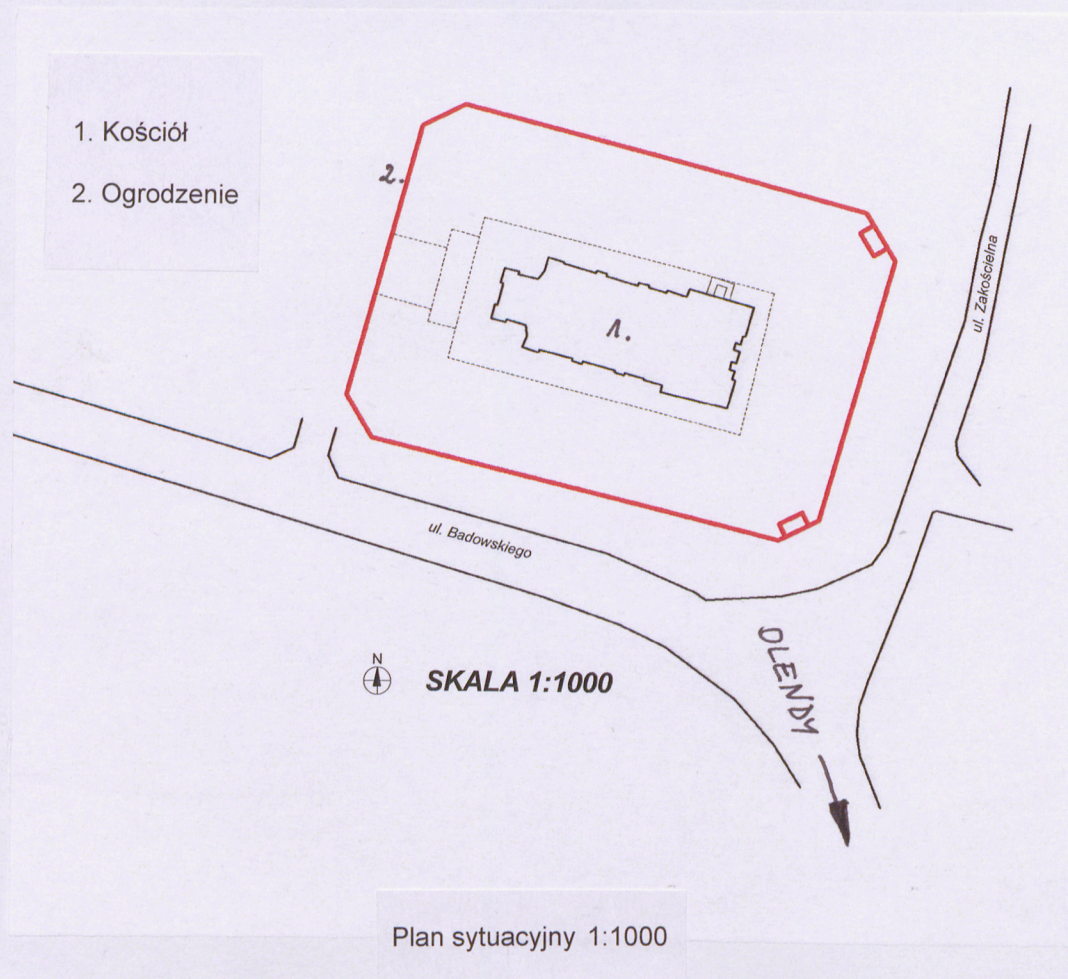 1. Kościół
2. Ogrodzenie
2.
1.
ul. Zakościelna
ul. Badowskiego
N
SKALA 1:1000
OLENDY
Plan sytuacyjny 1:1000